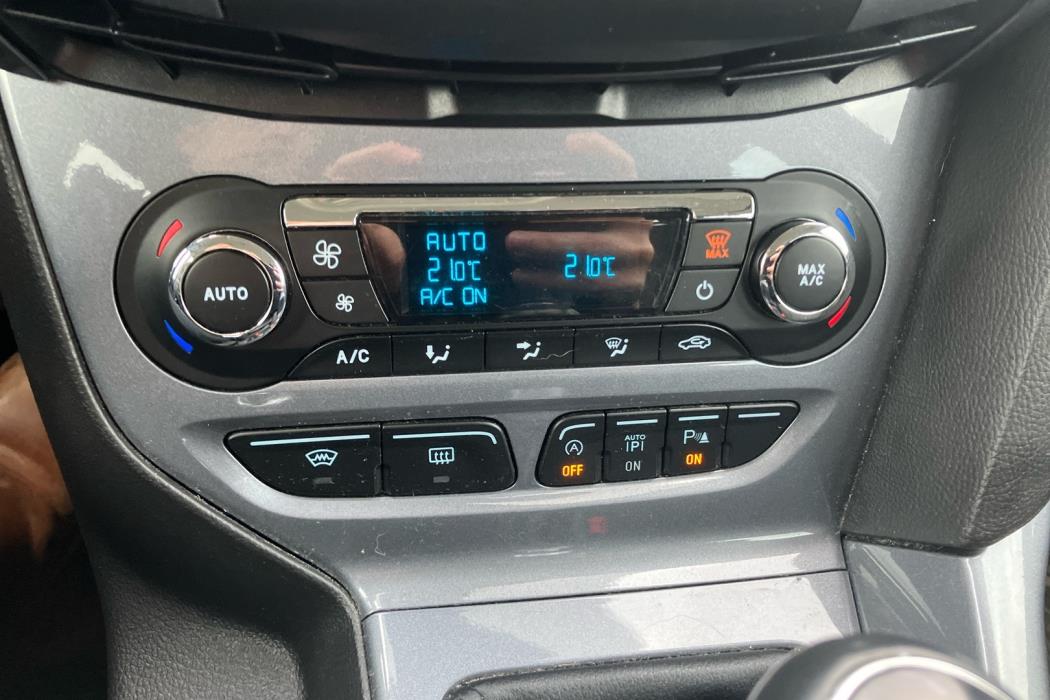 AUTO
AUTO
21.0°C
A/C ON
21.0°C
MAX
MAX
A/C
A/C
A
OFF
AUTO
P
ON
P
ON